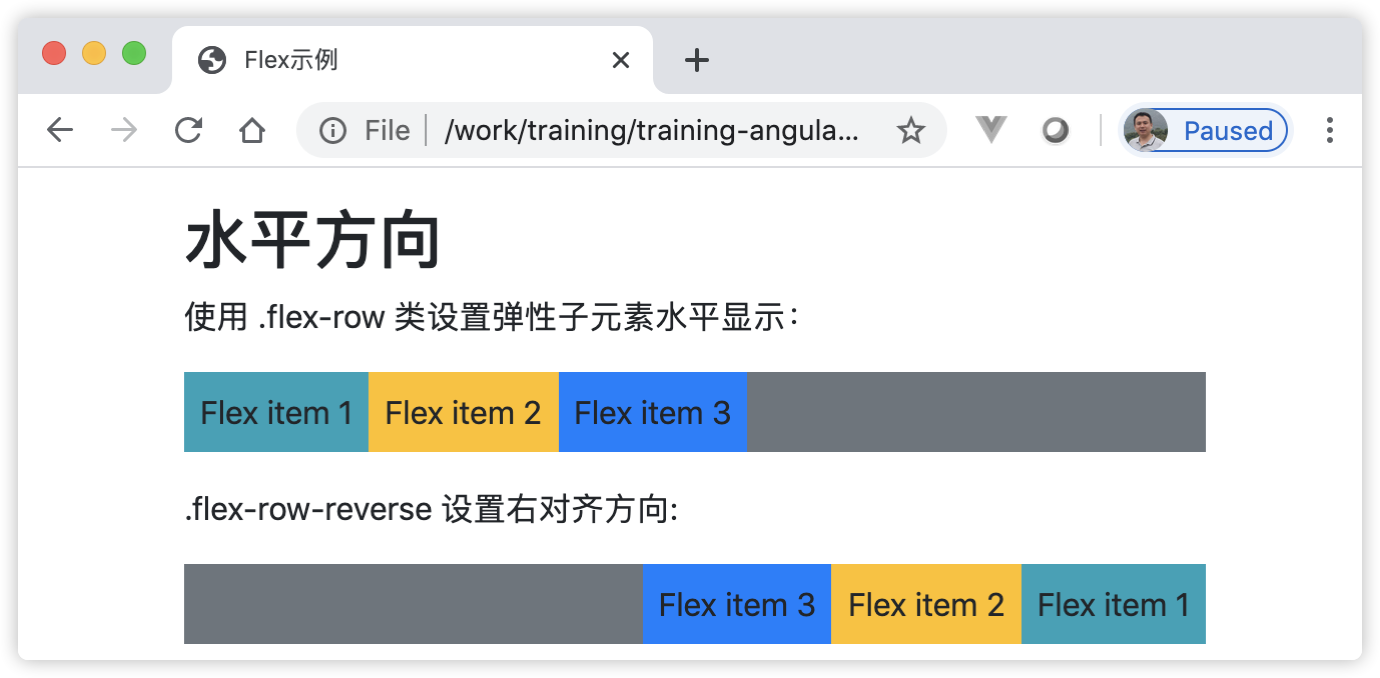 Flex示例
File /work/training/training-angula...
Paused
水平方向
使用 .flex-row 类设置弹性子元素水平显示：
Flex item 1 Flex item 2 Flex item 3
.flex-row-reverse 设置右对齐方向:
Flex item 3 Flex item 2 Flex item 1